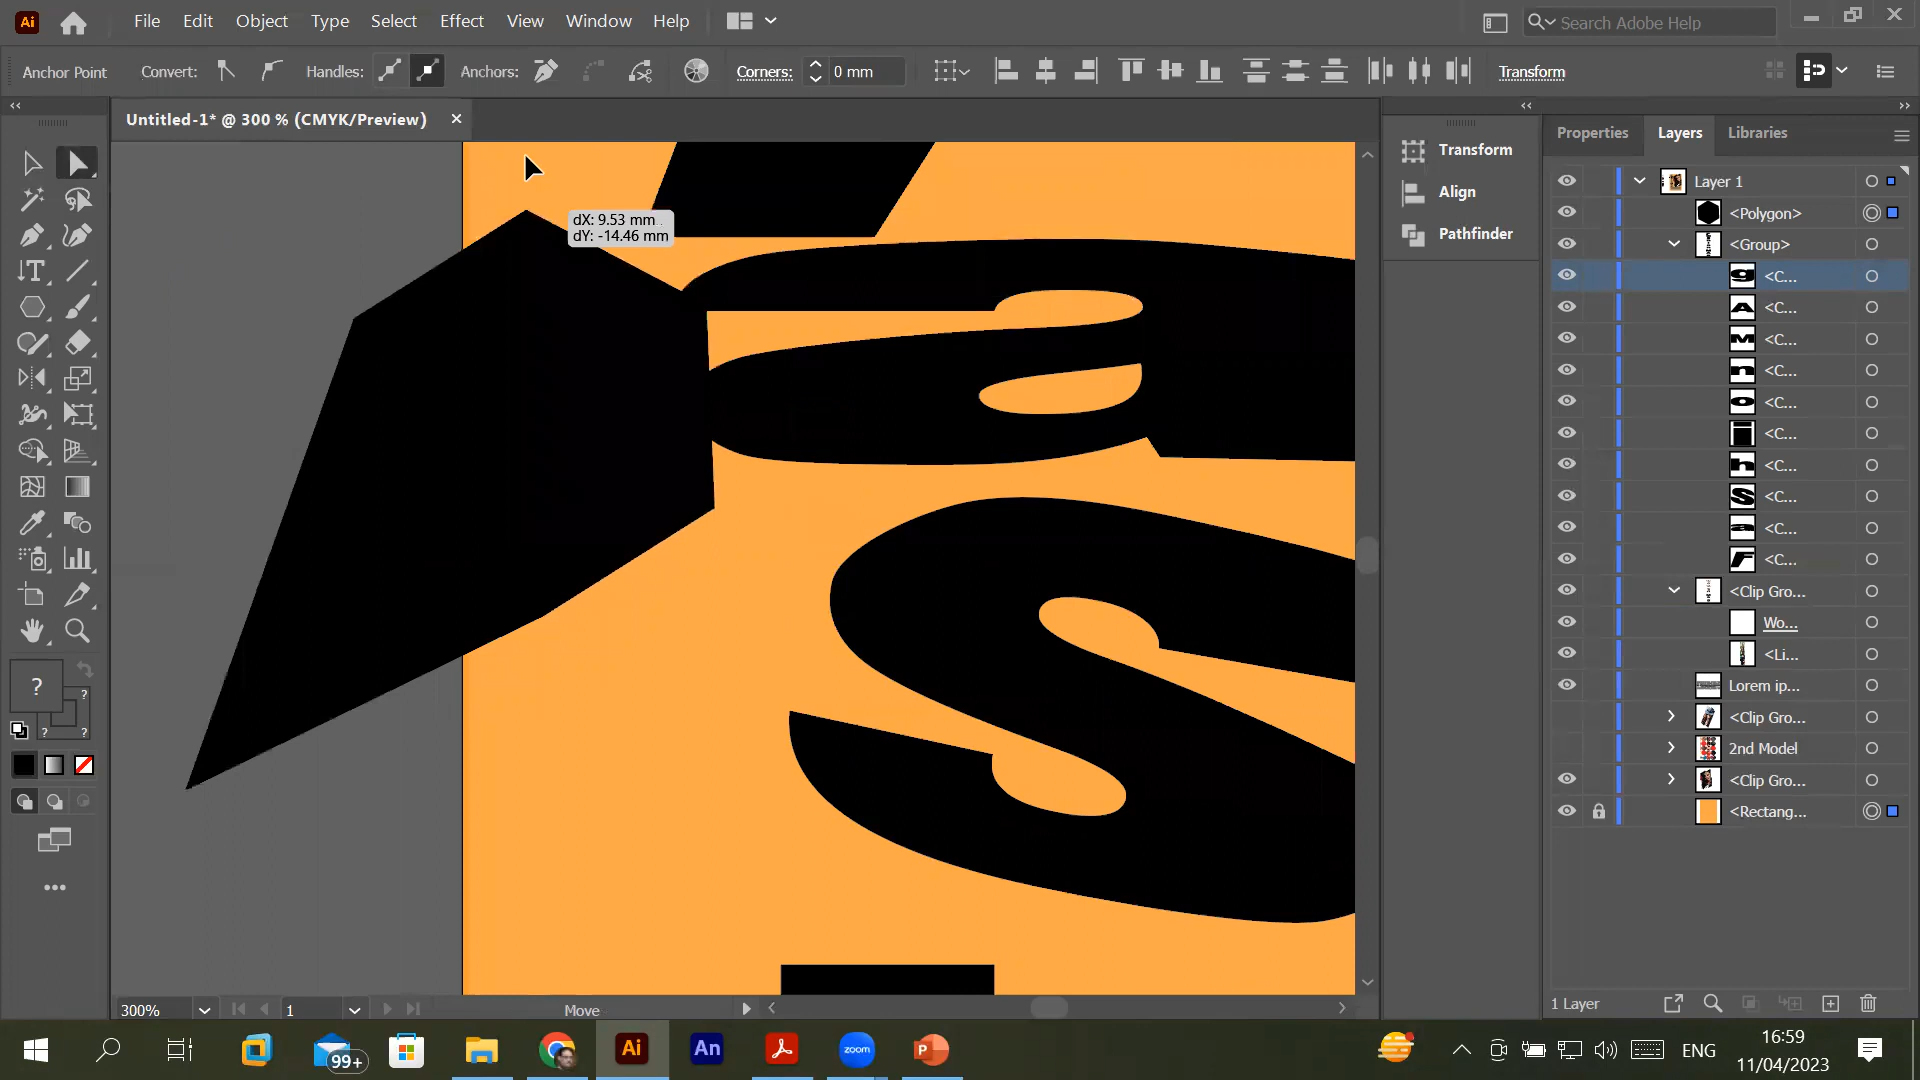 Ai
File Edit Object Type Select Effect View Window Help
Search Adobe Help
Anchor Point Convert: Handles: Anchors: Corners: 0 mm Transform
Untitled-1* @ 300 % (CMYK/Preview)
dX: 9.53 mm
dY: -14.46 mm
a
S
Transform
Align
Pathfinder
Properties Layers Libraries
Layer 1
<Polygon>
<Group>
g <C...
A <C...
M <C...
n <C...
o <C...
i <C...
h <C...
S <C...
a <C...
F <C...
<Clip Gro...
Wo...
<Li...
Lorem ip...
<Clip Gro...
2nd Model
<Clip Gro...
<Rectang...
?
?
?
?
300% 1 Move
1 Layer
99+
Ai An zoom P
ENG
16:59
11/04/2023